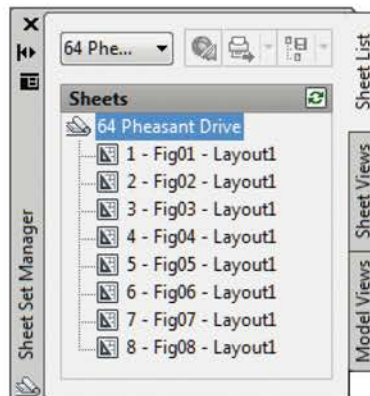 64 Phe...
Sheets
64 Pheasant Drive
1 - Fig01 - Layout1
2 - Fig02 - Layout1
3 - Fig03 - Layout1
4 - Fig04 - Layout1
5 - Fig05 - Layout1
6 - Fig06 - Layout1
7 - Fig07 - Layout1
8 - Fig08 - Layout1
Sheet Set Manager
Sheet List
Sheet Views
Model Views